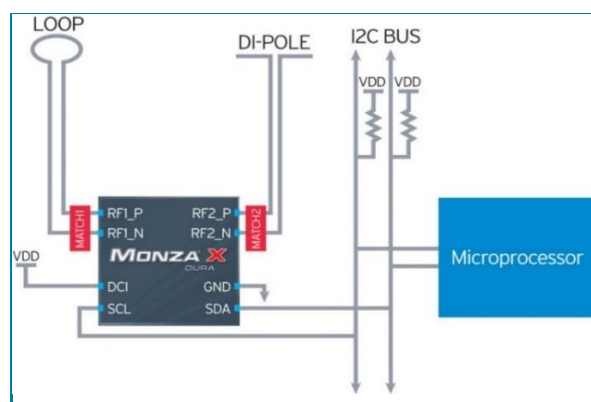 LOOP
DI-POLE
I2C BUS
VDD
VDD
MATCH1
RF1_P
RF1_N
RF2_P
RF2_N
MATCH2
MONZA X
DURA
VDD
DCI
GND
SCL
SDA
Microprocessor